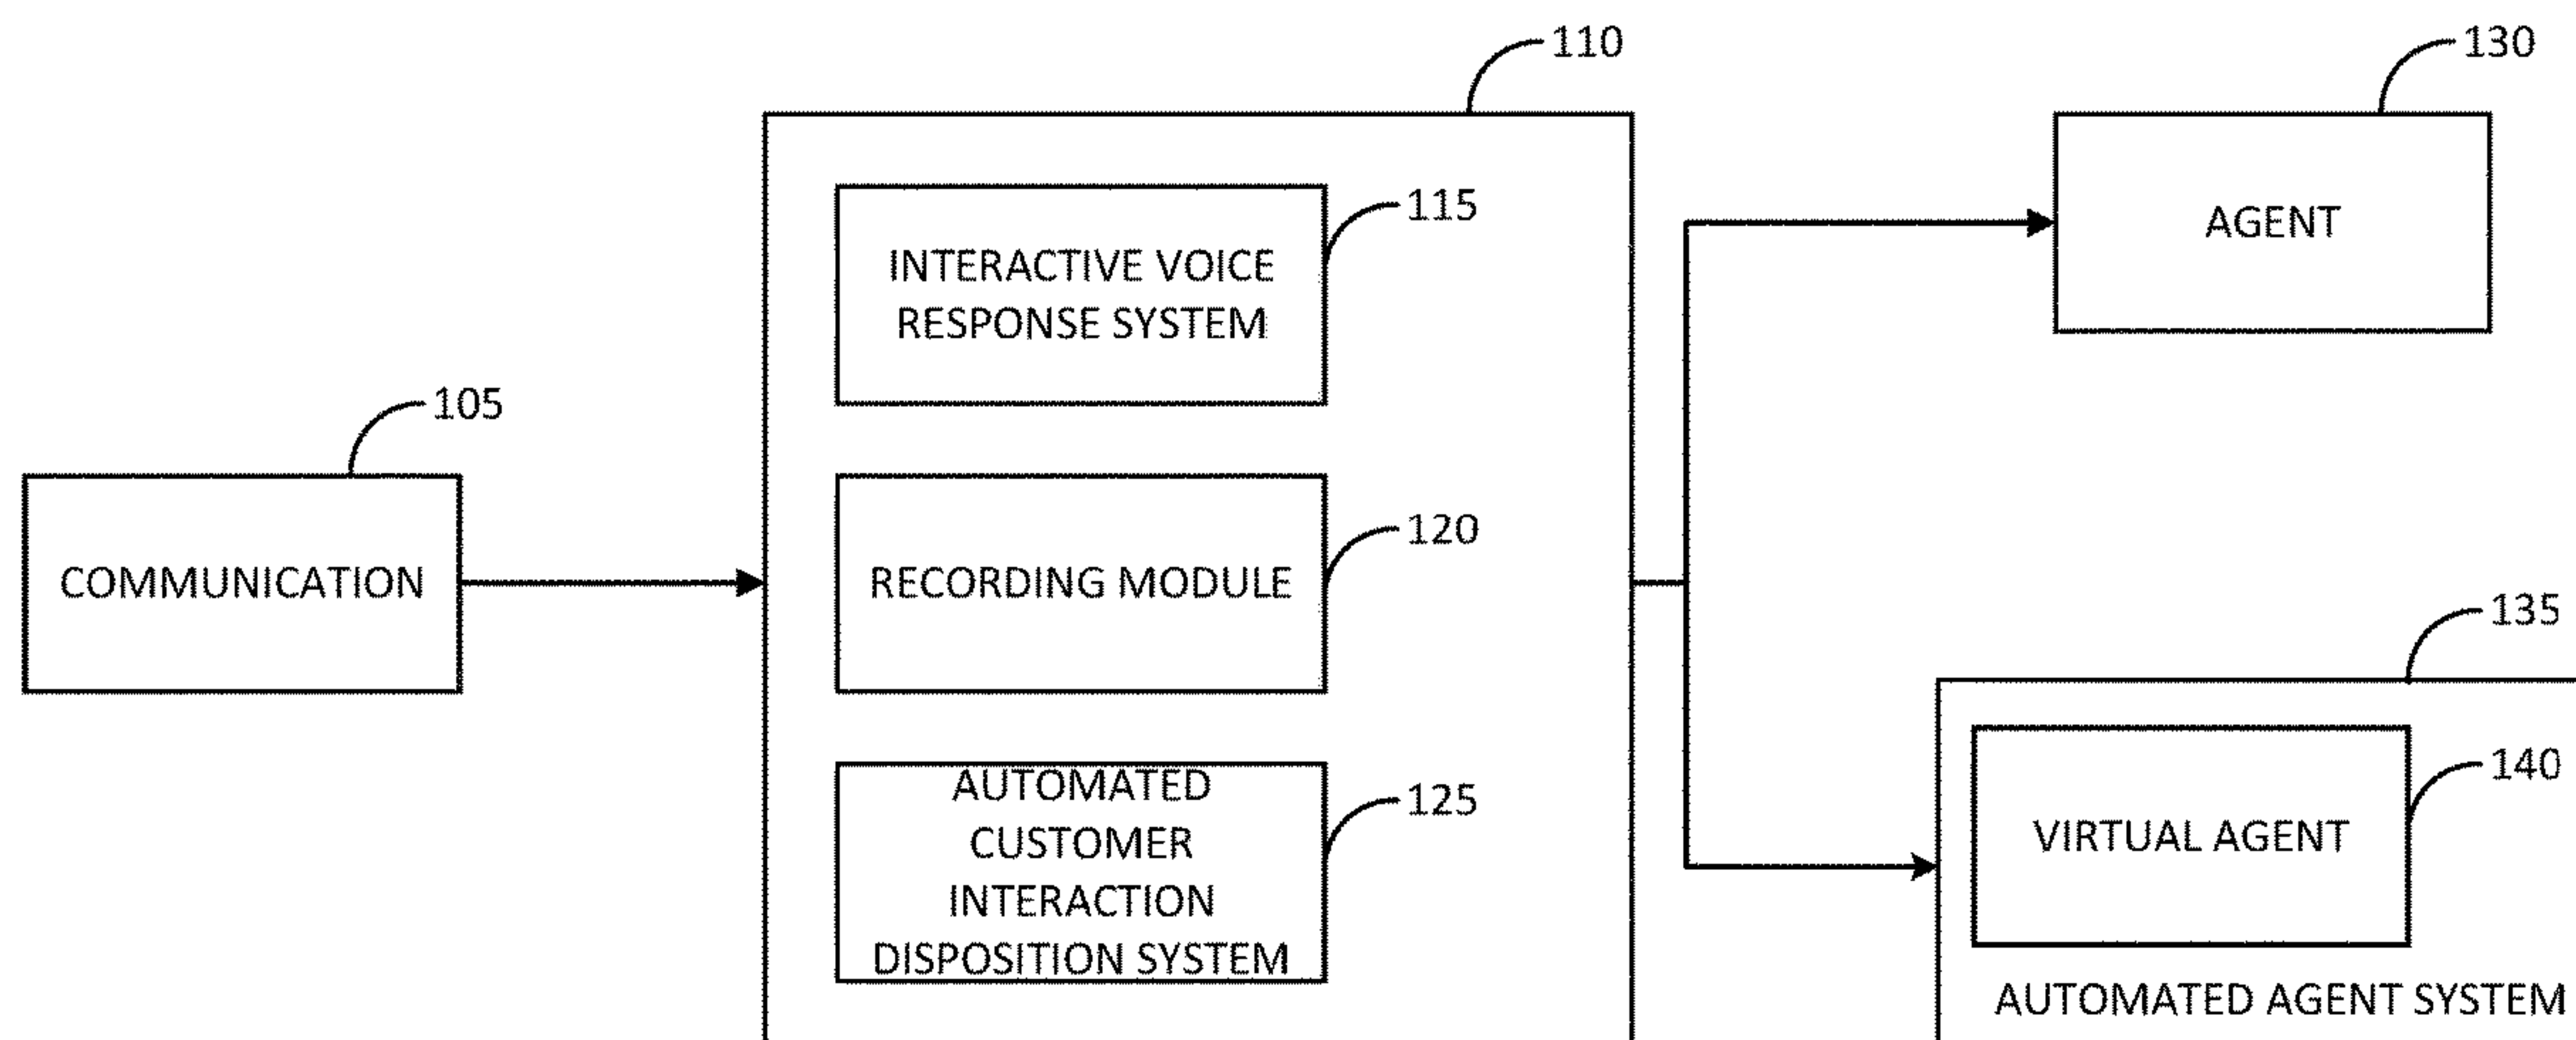 110
130
115
INTERACTIVE VOICE
RESPONSE SYSTEM
AGENT
105
COMMUNICATION
120
RECORDING MODULE
125
AUTOMATED
CUSTOMER
INTERACTION
DISPOSITION SYSTEM
135
140
VIRTUAL AGENT
AUTOMATED AGENT SYSTEM